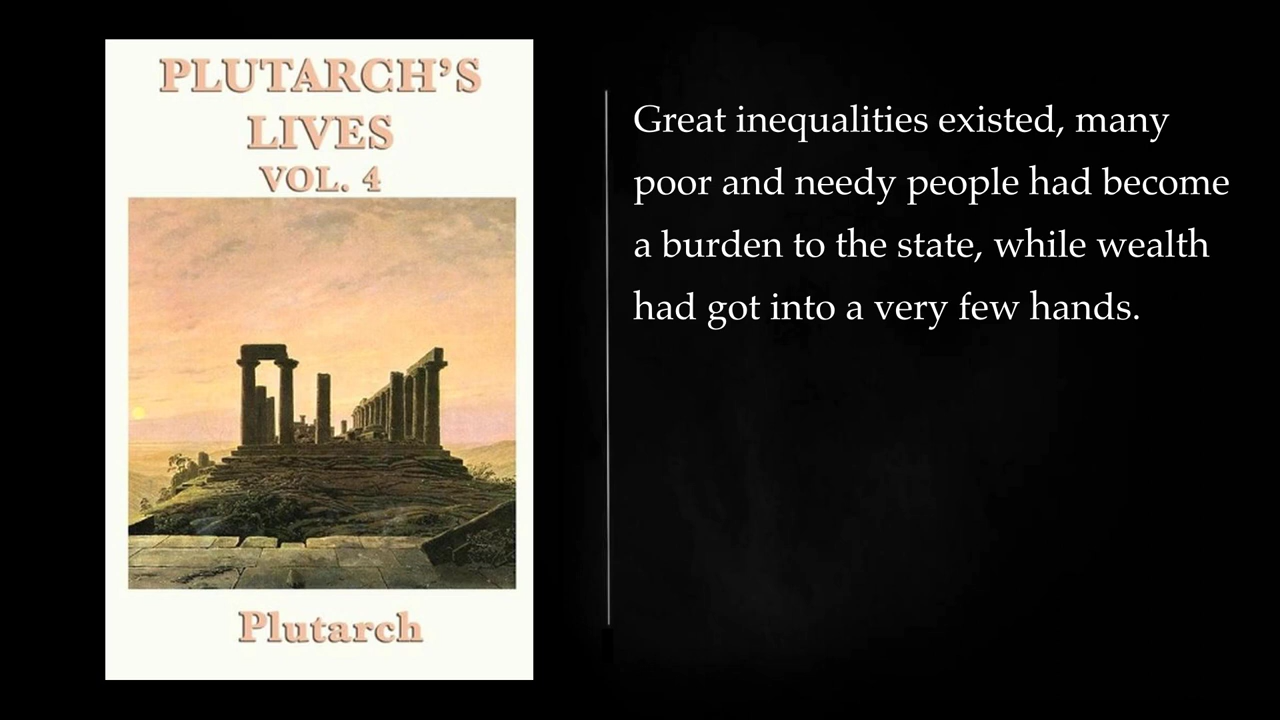 PLUTARCH'S
LIVES
VOL. 4
Plutarch
Great inequalities existed, many
poor and needy people had become
a burden to the state, while wealth
had got into a very few hands.